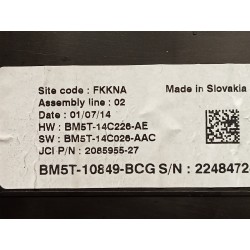 Site code : FKKNA Made in Slovakia
Assembly line : 02
Date : 01/07/14
HW : BM5T-14C226-AE
SW : BM5T-14C026-AAC
JCI P/N : 2085955-27
BM5T-10849-BCG S/N : 2248472